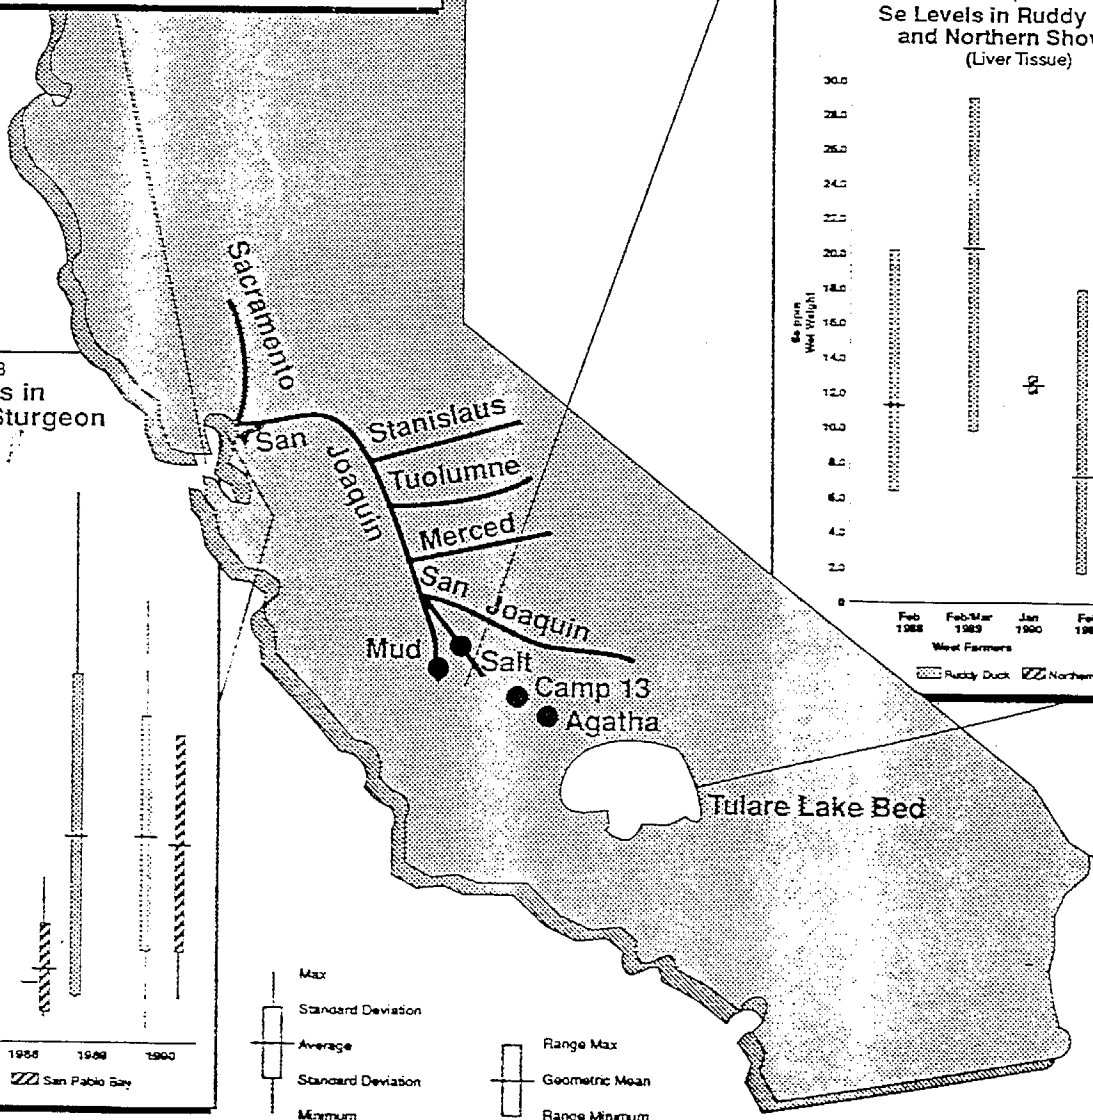 Se Levels in Ruddy
and Northern Shov
(Liver Tissue)
30.0
28.0
26.0
24.0
22.0
20.0
18.0
16.0
14.0
12.0
10.0
8.0
6.0
4.0
2.0
0
Se ppm
Wet Weight
Feb
1988
Feb/Mar
1989
Jan
1990
West Farmers
Ruddy Duck
Northern
s in
Sturgeon
1988
1989
1990
San Pablo Bay
Sacramento
San
Joaquin
Stanislaus
Tuolumne
Merced
San Joaquin
Mud
Salt
Camp 13
Agatha
Tulare Lake Bed
Max
Standard Deviation
Average
Standard Deviation
Minimum
Range Max
Geometric Mean
Range Minimum